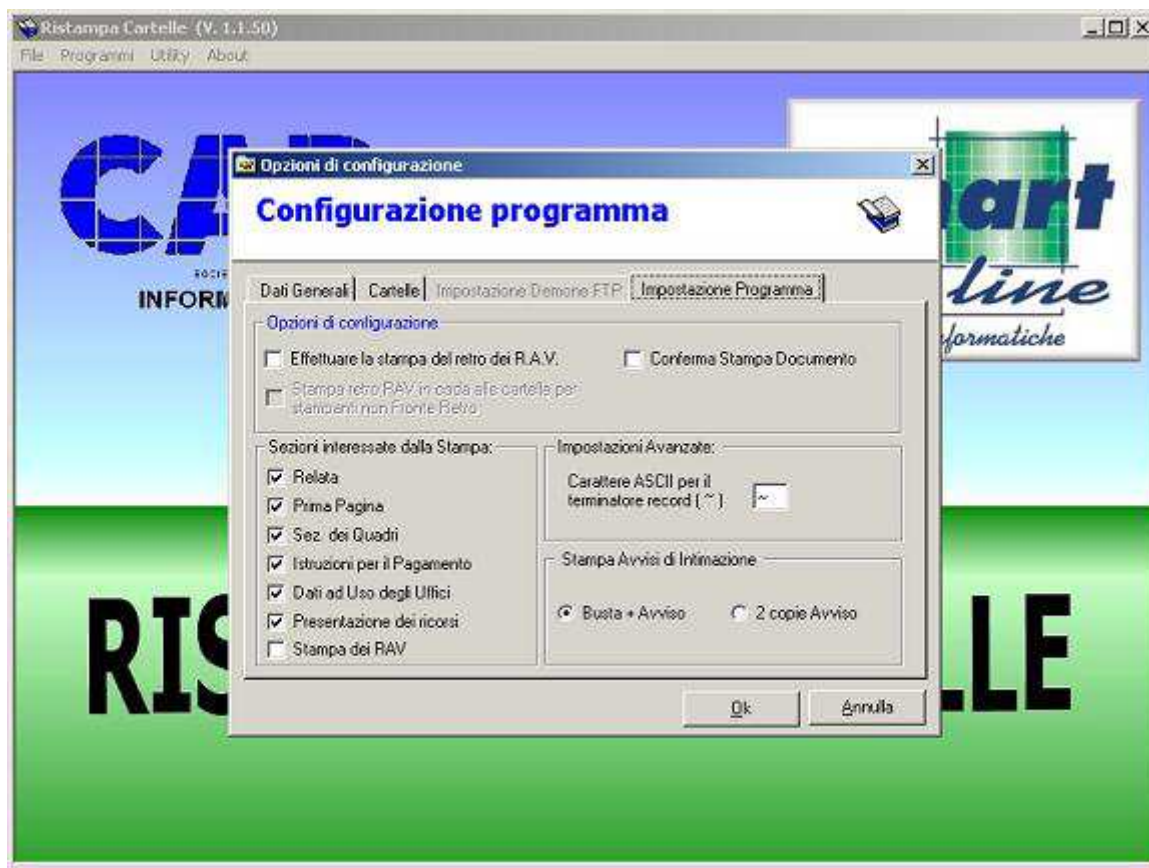 Ristampa Cartelle (V. 1.1.50)
File Programmi Utility About
INFORM
art
line
formatiche
Opzioni di configurazione
Configurazione programma
Dati Generali Cartelle Impostazione Demone FTP Impostazione Programma
Opzioni di configurazione
Effettuare la stampa del retro dei R.A.V. Conferma Stampa Documento
Stampa retro RAV in coda alle cartelle per
stampanti non Fronte Retro
Sezioni interessate dalla Stampa:
Relata
Prima Pagina
Sez. dei Quadri
Istruzioni per il Pagamento
Dati ad Uso degli Uffici
Presentazione dei ricorsi
Stampa dei RAV
Impostazioni Avanzate:
Carattere ASCII per il
terminatore record ( ~ ) ~
Stampa Avvisi di Intimazione
Busta + Avviso 2 copie Avviso
Ok Annulla
RIS LLE